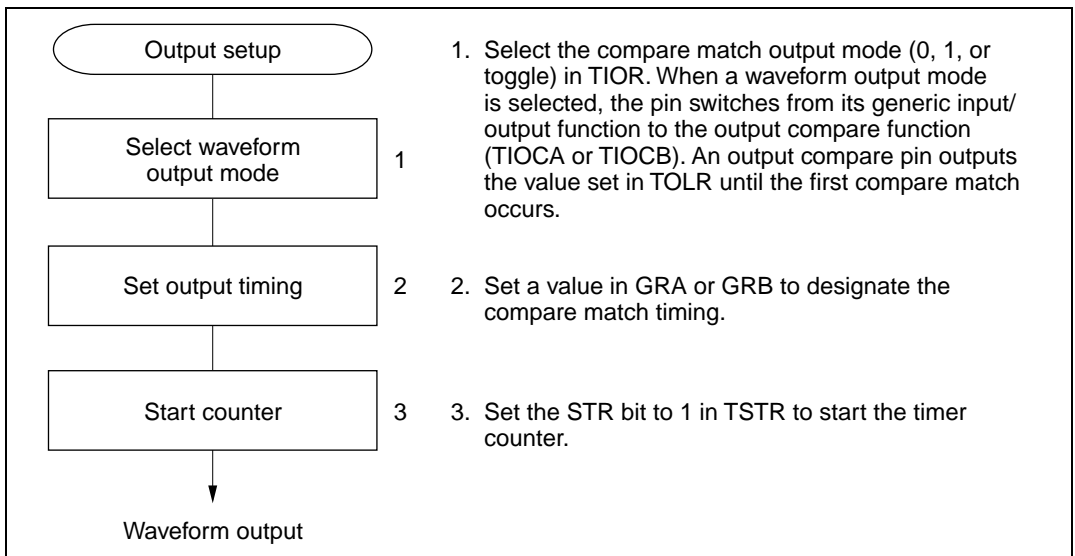 Output setup
Select waveform
output mode
1
Set output timing
2
Start counter
3
Waveform output
1. Select the compare match output mode (0, 1, or
toggle) in TIOR. When a waveform output mode
is selected, the pin switches from its generic input/
output function to the output compare function
(TIOCA or TIOCB). An output compare pin outputs
the value set in TOLR until the first compare match
occurs.
2. Set a value in GRA or GRB to designate the
compare match timing.
3. Set the STR bit to 1 in TSTR to start the timer
counter.